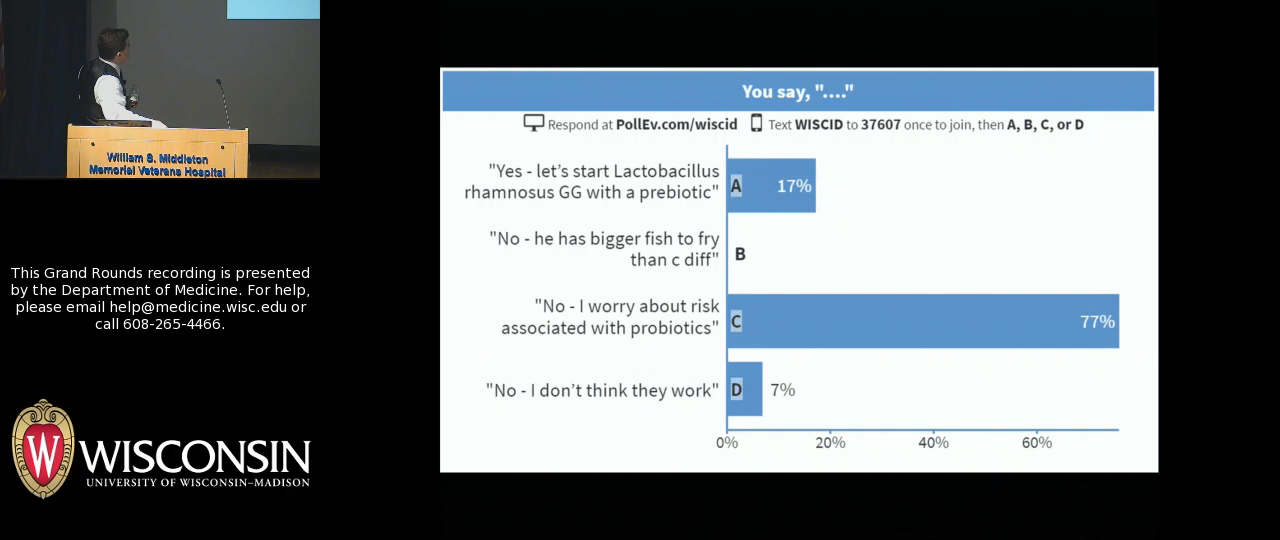 William S. Middleton
Memorial Veterans Hospital
This Grand Rounds recording is presented
by the Department of Medicine. For help,
please email help@medicine.wisc.edu or
call 608-265-4466.
W
WISCONSIN
UNIVERSITY OF WISCONSIN–MADISON
You say, "...."
Respond at PollEv.com/wiscid Text WISCID to 37607 once to join, then A, B, C, or D
"Yes - let's start Lactobacillus
rhamnosus GG with a prebiotic"
A 17%
"No - he has bigger fish to fry
than c diff"
B
"No - I worry about risk
associated with probiotics"
C 77%
"No - I don't think they work"
D 7%
0% 20% 40% 60%